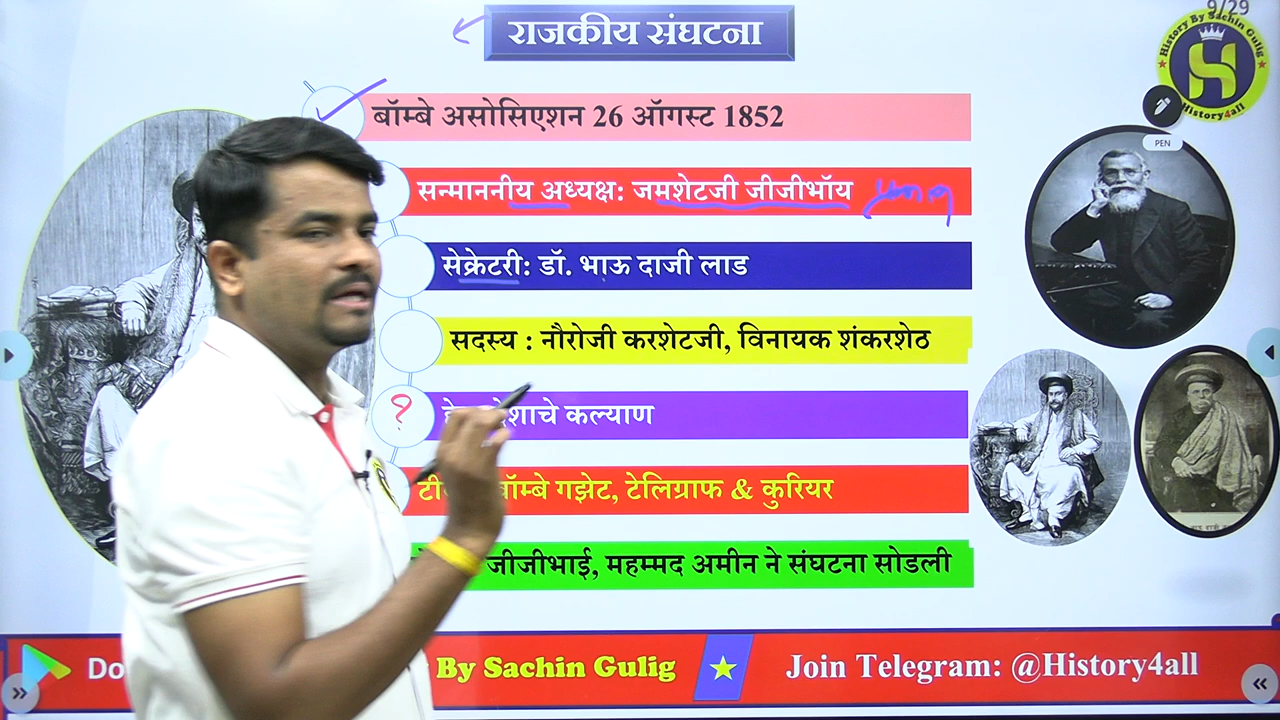 राजकीय संघटना
9/29
History By Sachin Gulig
H
History4all
PEN
बॉम्बे असोसिएशन 26 ऑगस्ट 1852
सन्माननीय अध्यक्ष: जमशेटजी जीजीभॉय
सेक्रेटरी: डॉ. भाऊ दाजी लाड
सदस्य : नौरोजी करशेटजी, विनायक शंकरशेठ
? कल्याण
बॉम्बे गझेट, टेलिग्राफ & कुरियर
जीजीभाई, महम्मद अमीन ने संघटना सोडली
By Sachin Gulig
Join Telegram: @History4all